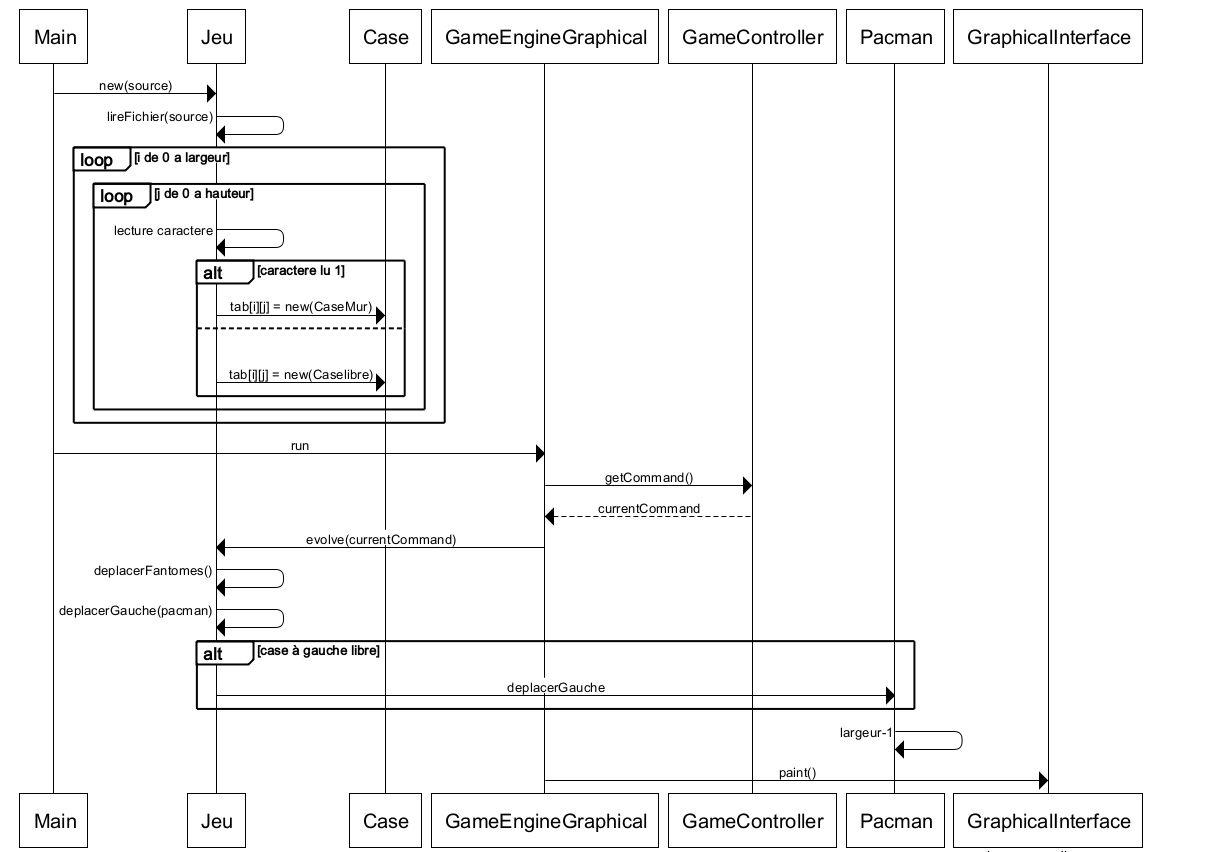 Main
Jeu
Case
GameEngineGraphical
GameController
Pacman
GraphicalInterface
new(source)
lireFichier(source)
loop
[i de 0 a largeur]
loop
[j de 0 a hauteur]
lecture caractere
alt
[caractere lu 1]
tab[i][j] = new(CaseMur)
tab[i][j] = new(Caselibre)
run
getCommand()
currentCommand
evolve(currentCommand)
deplacerFantomes()
deplacerGauche(pacman)
alt
[case à gauche libre]
deplacerGauche
largeur-1
paint()
Main
Jeu
Case
GameEngineGraphical
GameController
Pacman
GraphicalInterface